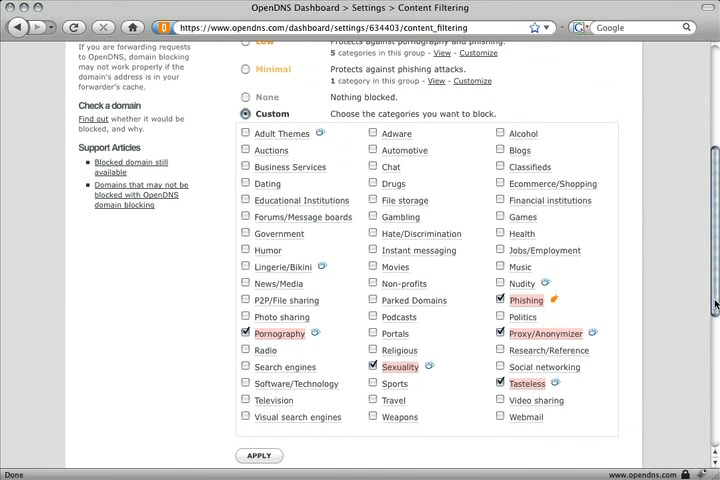 OpenDNS Dashboard > Settings > Content Filtering
https://www.opendns.com/dashboard/settings/634403/content_filtering
Google
If you are forwarding requests
to OpenDNS, domain blocking
may not work properly if the
domain's address is in your
forwarder's cache.
Check a domain
Find out whether it would be
blocked, and why.
Support Articles
Blocked domain still
available
Domains that may not be
blocked with OpenDNS
domain blocking
Low Protects against pornography and phishing.
5 categories in this group - View - Customize
Minimal Protects against phishing attacks.
1 category in this group - View - Customize
None Nothing blocked.
Custom Choose the categories you want to block.
Adult Themes Adware Alcohol
Auctions Automotive Blogs
Business Services Chat Classifieds
Dating Drugs Ecommerce/Shopping
Educational Institutions File storage Financial institutions
Forums/Message boards Gambling Games
Government Hate/Discrimination Health
Humor Instant messaging Jobs/Employment
Lingerie/Bikini Movies Music
News/Media Non-profits Nudity
P2P/File sharing Parked Domains Phishing
Photo sharing Podcasts Politics
Pornography Portals Proxy/Anonymizer
Radio Religious Research/Reference
Search engines Sexuality Social networking
Software/Technology Sports Tasteless
Television Travel Video sharing
Visual search engines Weapons Webmail
APPLY
Done
www.opendns.com